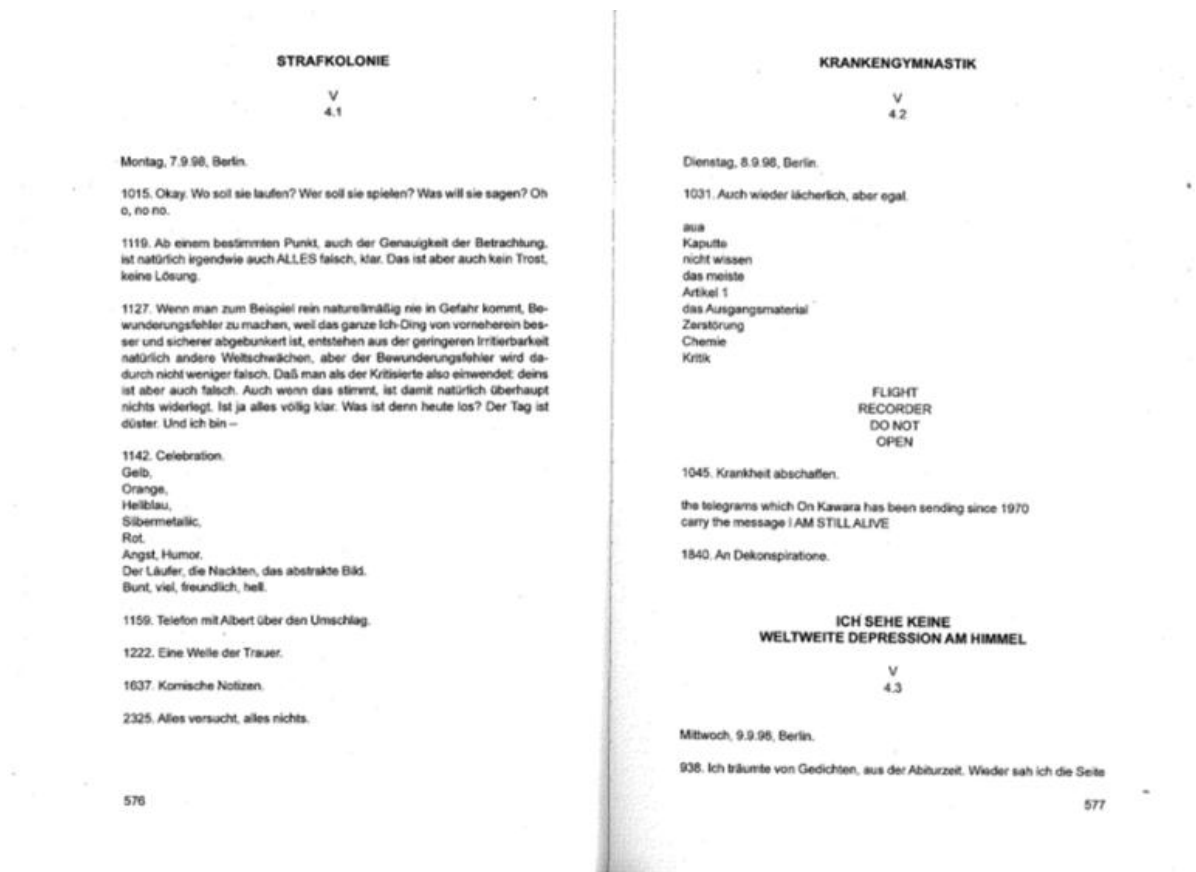 STRAFKOLONIE
V
4.1
Montag, 7.9.98, Berlin.
1015. Okay. Wo soll sie laufen? Wer soll sie spielen? Was will sie sagen? Oh
o, no no.
1119. Ab einem bestimmten Punkt, auch der Genauigkeit der Betrachtung,
ist natürlich irgendwie auch ALLES falsch, klar. Das ist aber auch kein Trost,
keine Lösung.
1127. Wenn man zum Beispiel rein naturellmäßig nie in Gefahr kommt, Be-
wunderungsfehler zu machen, weil das ganze Ich-Ding von vorneherein bes-
ser und sicherer abgebunkert ist, entstehen aus der geringeren Irritierbarkeit
natürlich andere Weltschwächen, aber der Bewunderungsfehler wird da-
durch nicht weniger falsch. Daß man als der Kritisierte also einwendet: deins
ist aber auch falsch. Auch wenn das stimmt, ist damit natürlich überhaupt
nichts widerlegt. Ist ja alles völlig klar. Was ist denn heute los? Der Tag ist
düster. Und ich bin –
1142. Celebration.
Gelb,
Orange,
Hellblau,
Silbermetallic,
Rot.
Angst, Humor.
Der Läufer, die Nackten, das abstrakte Bild.
Bunt, viel, freundlich, hell.
1159. Telefon mit Albert über den Umschlag.
1222. Eine Welle der Trauer.
1637. Komische Notizen.
2325. Alles versucht, alles nichts.
576
KRANKENGYMNASTIK
V
4.2
Dienstag, 8.9.98, Berlin.
1031. Auch wieder lächerlich, aber egal.
aua
Kaputte
nicht wissen
das meiste
Artikel 1
das Ausgangsmaterial
Zerstörung
Chemie
Kritik
FLIGHT
RECORDER
DO NOT
OPEN
1045. Krankheit abschaffen.
the telegrams which On Kawara has been sending since 1970
carry the message I AM STILL ALIVE
1840. An Dekonspiratione.
ICH SEHE KEINE
WELTWEITE DEPRESSION AM HIMMEL
V
4.3
Mittwoch, 9.9.98, Berlin.
938. Ich träumte von Gedichten, aus der Abiturzeit. Wieder sah ich die Seite
577